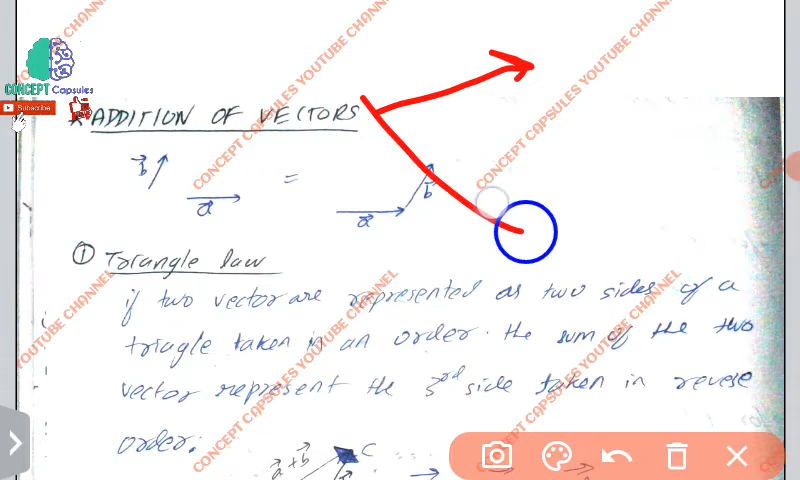 CONCEPT
Capsules
Subscribe
* ADDITION OF VECTORS
b a = a b
① Triangle law
if two vector are represented as two sides of a
triagle taken in an order. the sum of the two
vector represent the 3rd side taken in revese
order:
a + b C
CONCEPT CAPSULES YOUTUBE CHANNEL